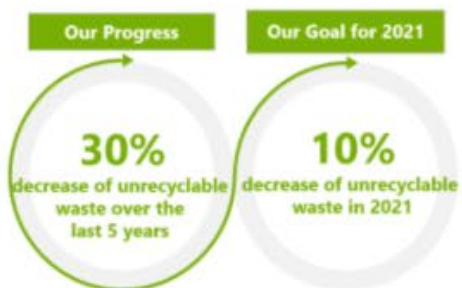 Our Progress
30%
decrease of unrecyclable
waste over the
last 5 years
Our Goal for 2021
10%
decrease of unrecyclable
waste in 2021